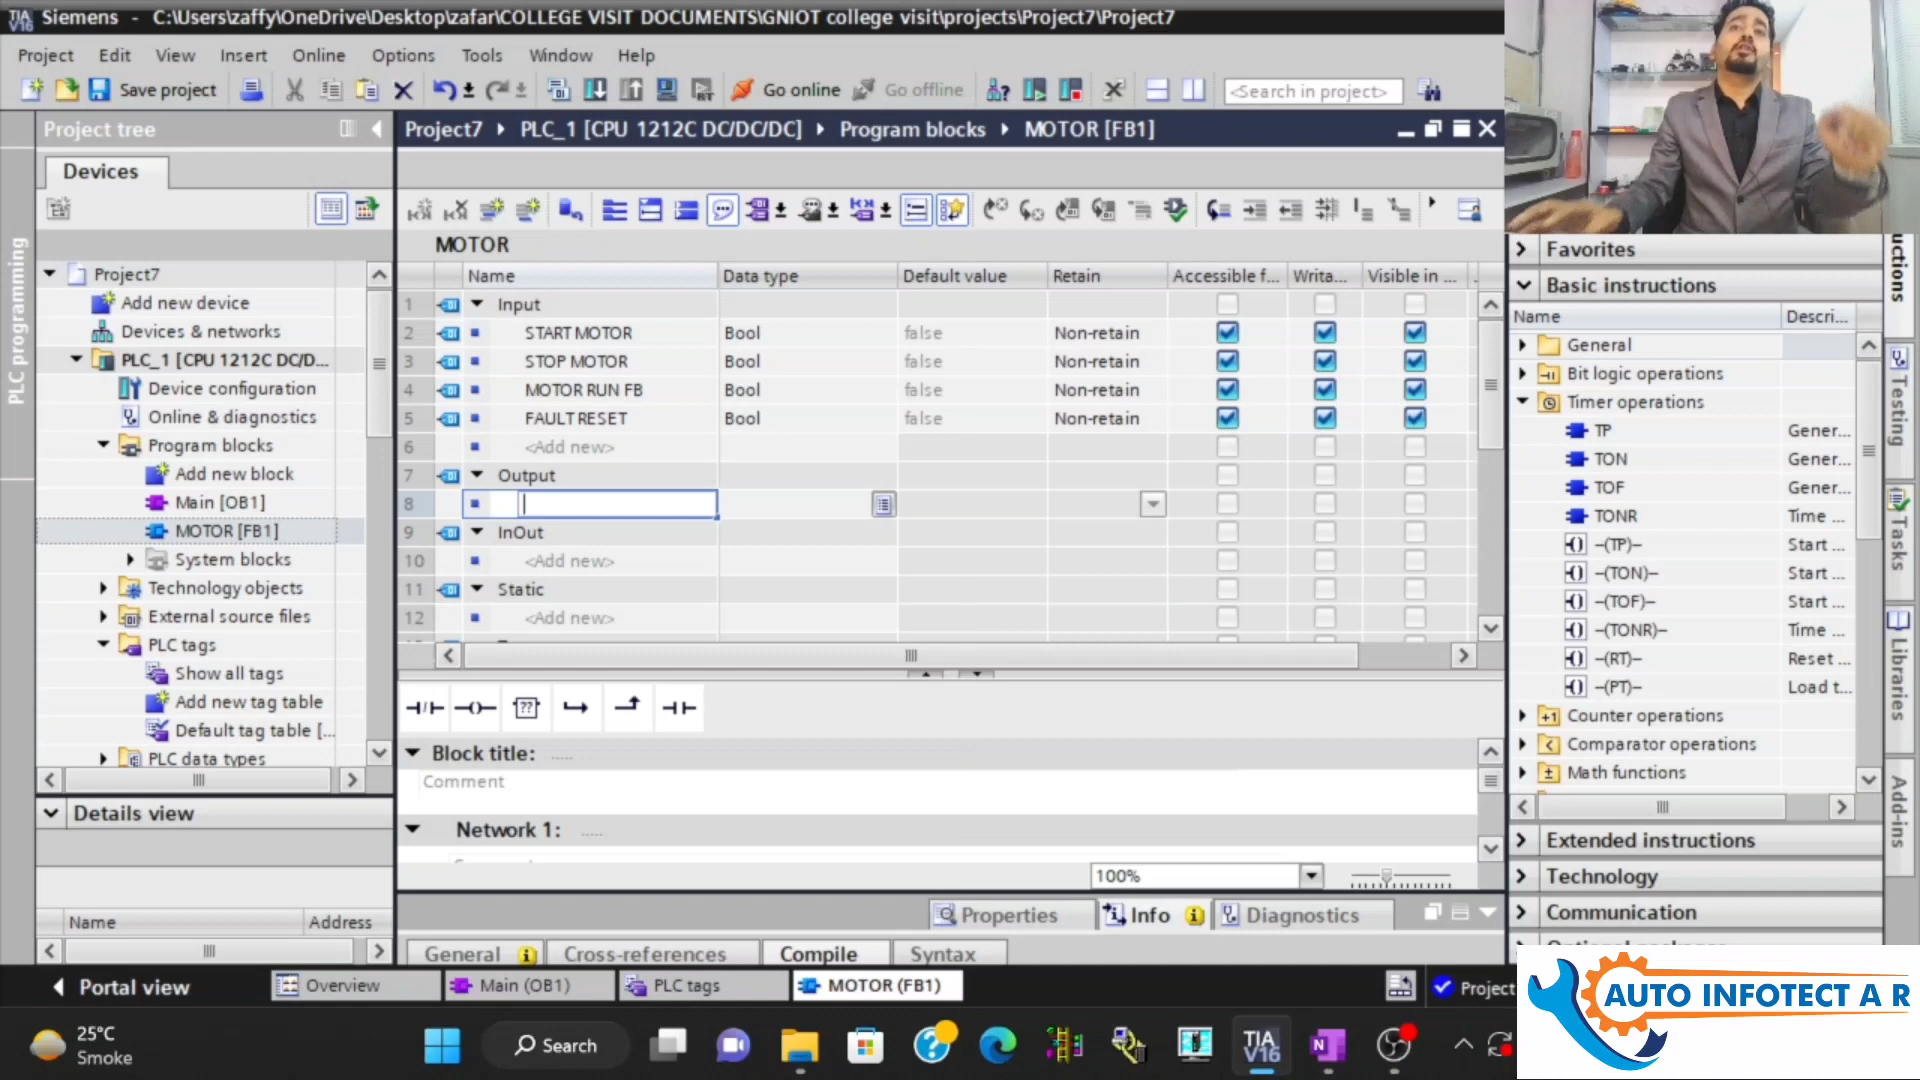 TIA V16 Siemens - C:\Users\zaffy\OneDrive\Desktop\zafar\COLLEGE VISIT DOCUMENTS\GNIOT college visit\projects\Project7\Project7
Project Edit View Insert Online Options Tools Window Help
Save project Go online Go offline <Search in project>
Project tree
Project7 PLC_1 [CPU 1212C DC/DC/DC] Program blocks MOTOR [FB1]
Devices
PLC programming
MOTOR
Name Data type Default value Retain Accessible f... Writa... Visible in ...
1 Input
2 START MOTOR Bool false Non-retain
3 STOP MOTOR Bool false Non-retain
4 MOTOR RUN FB Bool false Non-retain
5 FAULT RESET Bool false Non-retain
6 <Add new>
7 Output
8
9 InOut
10 <Add new>
11 Static
12 <Add new>
Project7
Add new device
Devices & networks
PLC_1 [CPU 1212C DC/D...
Device configuration
Online & diagnostics
Program blocks
Add new block
Main [OB1]
MOTOR [FB1]
System blocks
Technology objects
External source files
PLC tags
Show all tags
Add new tag table
Default tag table [...
PLC data types
Details view
Name Address
Block title: .....
Comment
Network 1: .....
100%
Properties Info Diagnostics
General Cross-references Compile Syntax
Favorites
Basic instructions
Name Descri...
General
Bit logic operations
Timer operations
TP Gener...
TON Gener...
TOF Gener...
TONR Time ...
-(TP)- Start ...
-(TON)- Start ...
-(TOF)- Start ...
-(TONR)- Time ...
-(RT)- Reset ...
-(PT)- Load t...
Counter operations
Comparator operations
Math functions
Extended instructions
Technology
Communication
uctions
Testing
Tasks
Libraries
Add-ins
Portal view Overview Main (OB1) PLC tags MOTOR (FB1) Project
AUTO INFOTECT A R
25°C
Smoke
Search
TIA V16